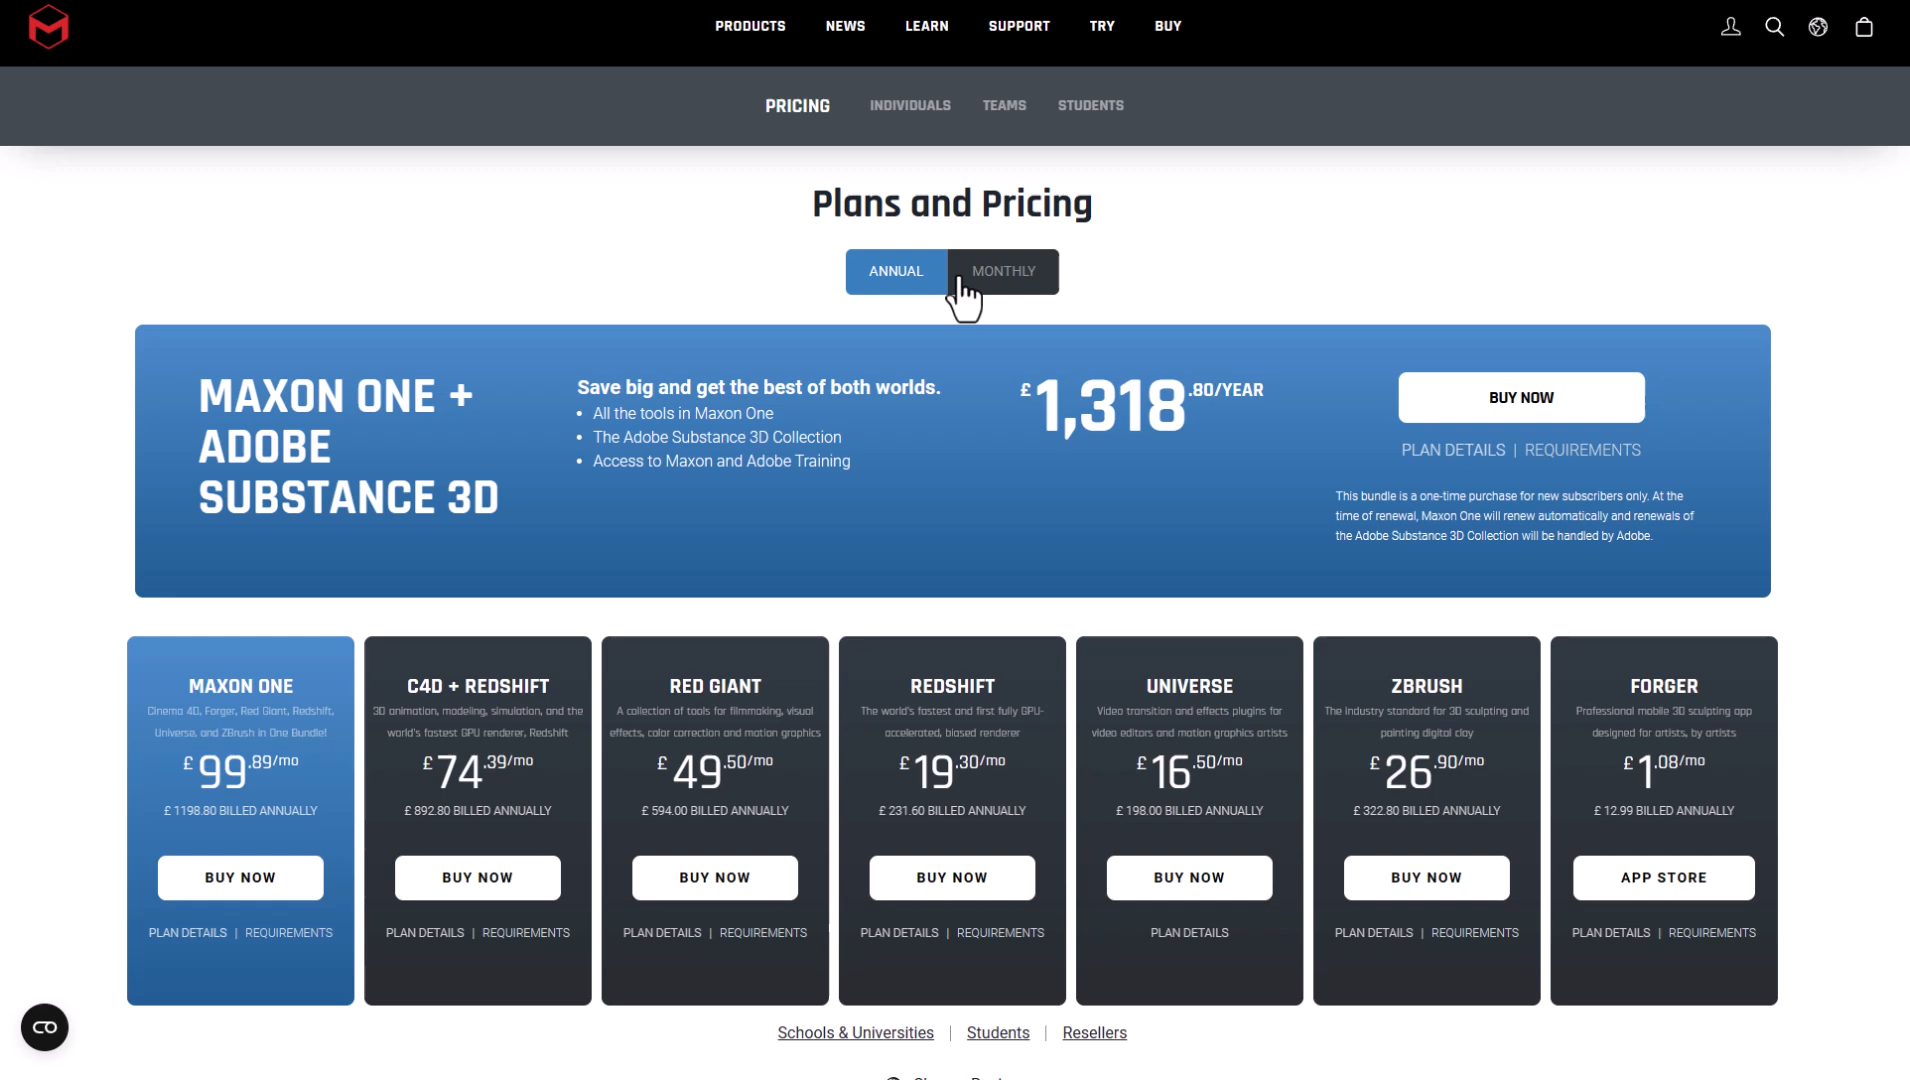 PRODUCTS NEWS LEARN SUPPORT TRY BUY
PRICING INDIVIDUALS TEAMS STUDENTS
Plans and Pricing
ANNUAL MONTHLY
MAXON ONE +
ADOBE
SUBSTANCE 3D
Save big and get the best of both worlds.
• All the tools in Maxon One
• The Adobe Substance 3D Collection
• Access to Maxon and Adobe Training
£ 1,318.80/YEAR
BUY NOW
PLAN DETAILS | REQUIREMENTS
This bundle is a one-time purchase for new subscribers only. At the
time of renewal, Maxon One will renew automatically and renewals of
the Adobe Substance 3D Collection will be handled by Adobe.
MAXON ONE
Cinema 4D, Forger, Red Giant, Redshift,
Universe, and ZBrush in One Bundle!
£ 99.89/mo
£ 1198.80 BILLED ANNUALLY
BUY NOW
PLAN DETAILS | REQUIREMENTS
C4D + REDSHIFT
3D animation, modeling, simulation, and the
world's fastest GPU renderer, Redshift
£ 74.39/mo
£ 892.80 BILLED ANNUALLY
BUY NOW
PLAN DETAILS | REQUIREMENTS
RED GIANT
A collection of tools for filmmaking, visual
effects, color correction and motion graphics
£ 49.50/mo
£ 594.00 BILLED ANNUALLY
BUY NOW
PLAN DETAILS | REQUIREMENTS
REDSHIFT
The world's fastest and first fully GPU-
accelerated, biased renderer
£ 19.30/mo
£ 231.60 BILLED ANNUALLY
BUY NOW
PLAN DETAILS | REQUIREMENTS
UNIVERSE
Video transition and effects plugins for
video editors and motion graphics artists
£ 16.50/mo
£ 198.00 BILLED ANNUALLY
BUY NOW
PLAN DETAILS
ZBRUSH
The industry standard for 3D sculpting and
painting digital clay
£ 26.90/mo
£ 322.80 BILLED ANNUALLY
BUY NOW
PLAN DETAILS | REQUIREMENTS
FORGER
Professional mobile 3D sculpting app
designed for artists, by artists
£ 1.08/mo
£ 12.99 BILLED ANNUALLY
APP STORE
PLAN DETAILS | REQUIREMENTS
Schools & Universities | Students | Resellers